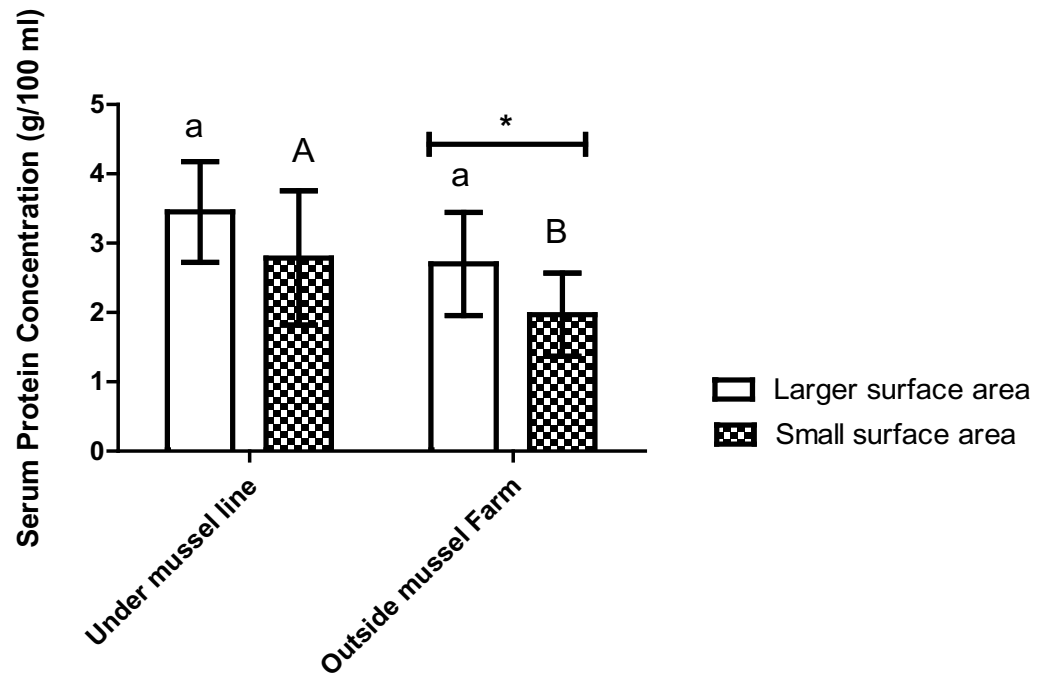 Serum Protein Concentration (g/100 ml)
5
4
3
2
1
0
a
A
*
a
B
Under mussel line
Outside mussel Farm
Larger surface area
Small surface area